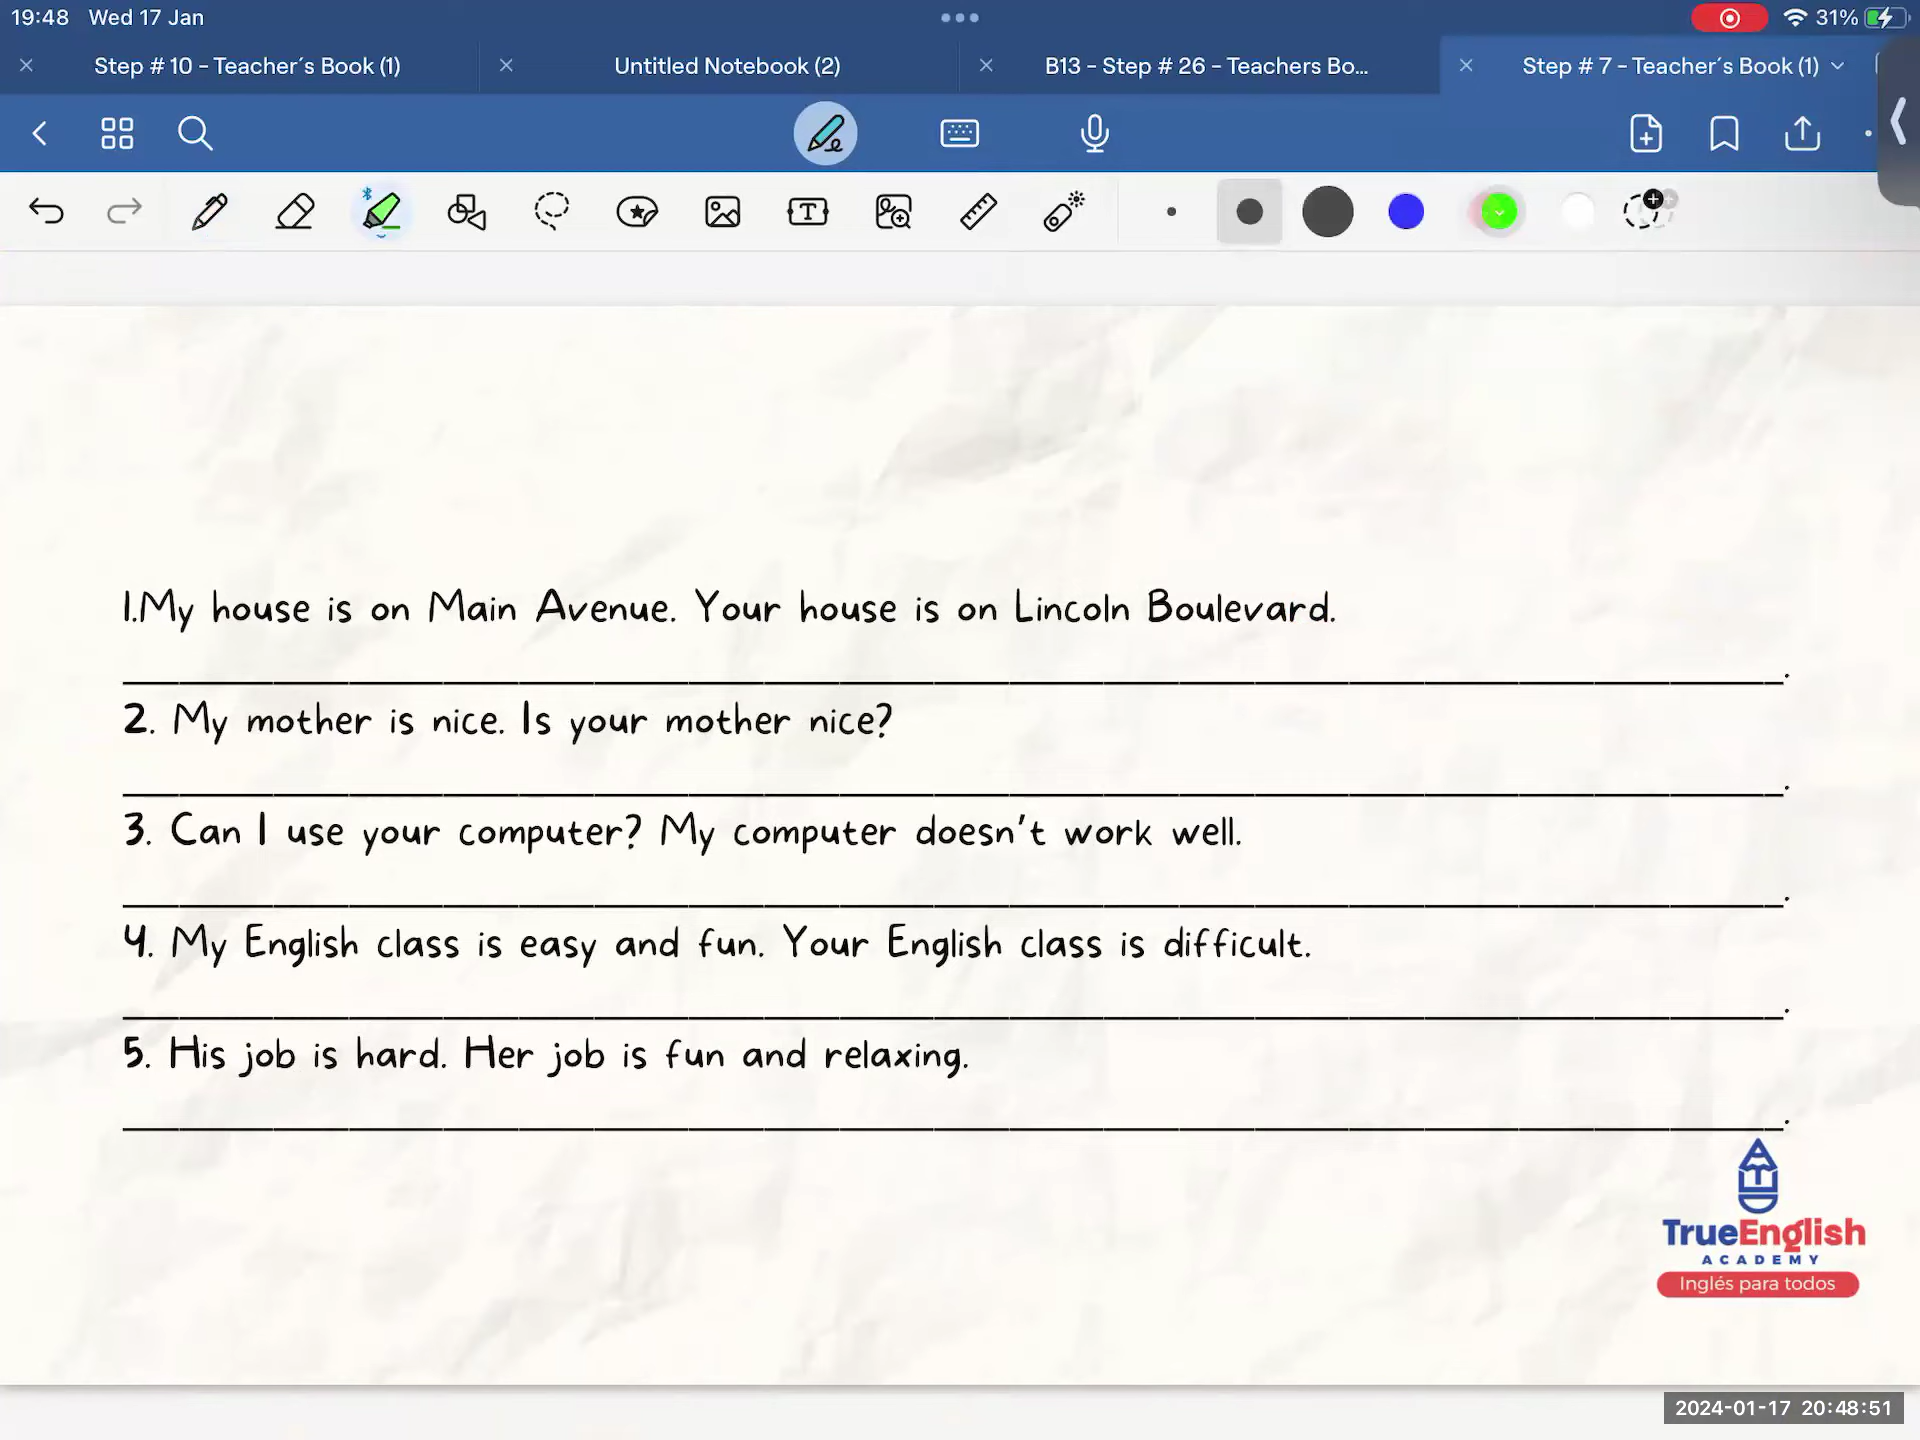 19:48 Wed 17 Jan
31%
Step # 10 - Teacher´s Book (1)
Untitled Notebook (2)
B13 - Step # 26 - Teachers Bo...
Step # 7 - Teacher´s Book (1)
1.My house is on Main Avenue. Your house is on Lincoln Boulevard.
2. My mother is nice. Is your mother nice?
3. Can I use your computer? My computer doesn't work well.
4. My English class is easy and fun. Your English class is difficult.
5. His job is hard. Her job is fun and relaxing.
TrueEnglish
ACADEMY
Inglés para todos
2024-01-17 20:48:51